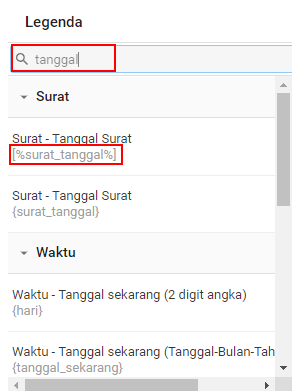 Legenda
tanggal
Surat
Surat - Tanggal Surat
[%surat_tanggal%]
Surat - Tanggal Surat
{surat_tanggal}
Waktu
Waktu - Tanggal sekarang (2 digit angka)
{hari}
Waktu - Tanggal sekarang (Tanggal-Bulan-Tah
{tanggal_sekarang}